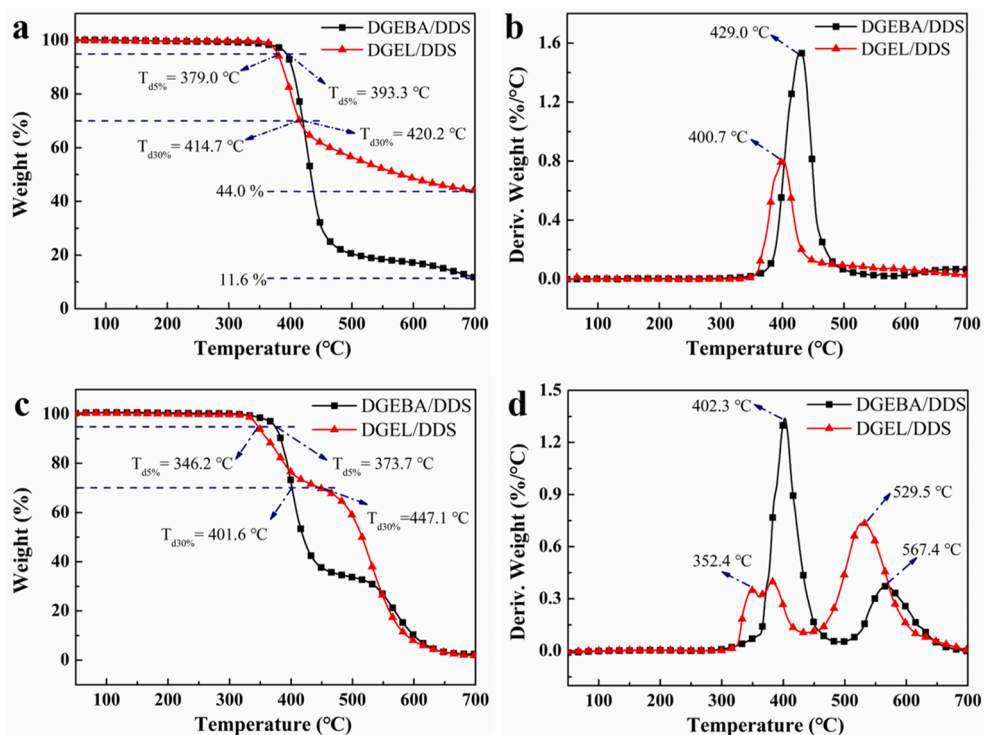 a
DGEBA/DDS
DGEL/DDS
100
80
60
40
20
0
Td5%= 379.0 ℃
Td5%= 393.3 ℃
Td30%= 420.2 ℃
Td30%= 414.7 ℃
44.0 %
11.6 %
Weight (%)
100 200 300 400 500 600 700
Temperature (℃)
b
DGEBA/DDS
DGEL/DDS
429.0 ℃
400.7 ℃
1.6
1.2
0.8
0.4
0.0
Deriv. Weight (%/℃)
100 200 300 400 500 600 700
Temperature (℃)
c
DGEBA/DDS
DGEL/DDS
100
80
60
40
20
0
Td5%= 346.2 ℃
Td5%= 373.7 ℃
Td30%=447.1 ℃
Td30%= 401.6 ℃
Weight (%)
100 200 300 400 500 600 700
Temperature (℃)
d
DGEBA/DDS
DGEL/DDS
402.3 ℃
529.5 ℃
567.4 ℃
352.4 ℃
1.5
1.2
0.9
0.6
0.3
0.0
Deriv. Weight (%/℃)
100 200 300 400 500 600 700
Temperature (℃)